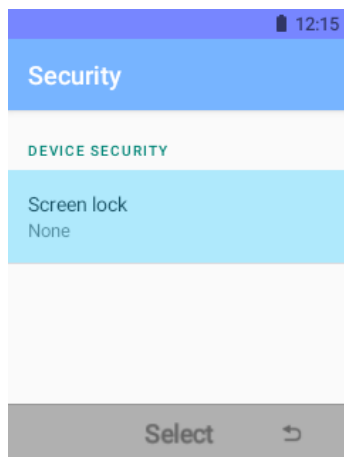 12:15
Security
DEVICE SECURITY
Screen lock
None
Select